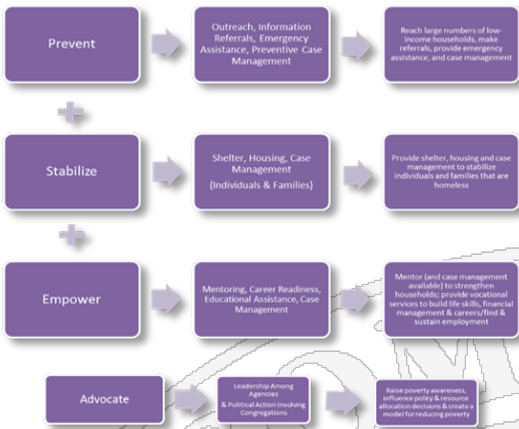 Prevent
Outreach, Information
Referrals, Emergency
Assistance, Preventive Case
Management
Reach large numbers of low-
income households, make
referrals, provide emergency
assistance, and case management
Stabilize
Shelter, Housing, Case
Management
(Individuals & Families)
Provide shelter, housing and case
management to stabilize
individuals and families that are
homeless
Empower
Mentoring, Career Readiness,
Educational Assistance, Case
Management
Mentor (and case management
available) to strengthen
households; provide vocational
services to build life skills, financial
management & careers/find &
sustain employment
Advocate
Leadership Among
Agencies
& Political Action Involving
Congregations
Raise poverty awareness,
influence policy & resource
allocation decisions & create a
model for reducing poverty